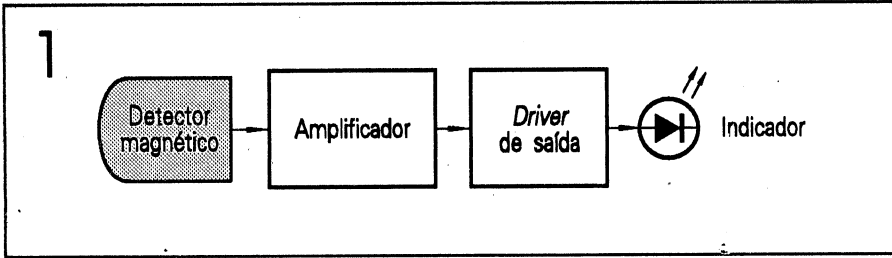 1
Detector
magnético
Amplificador
Driver
de saída
Indicador